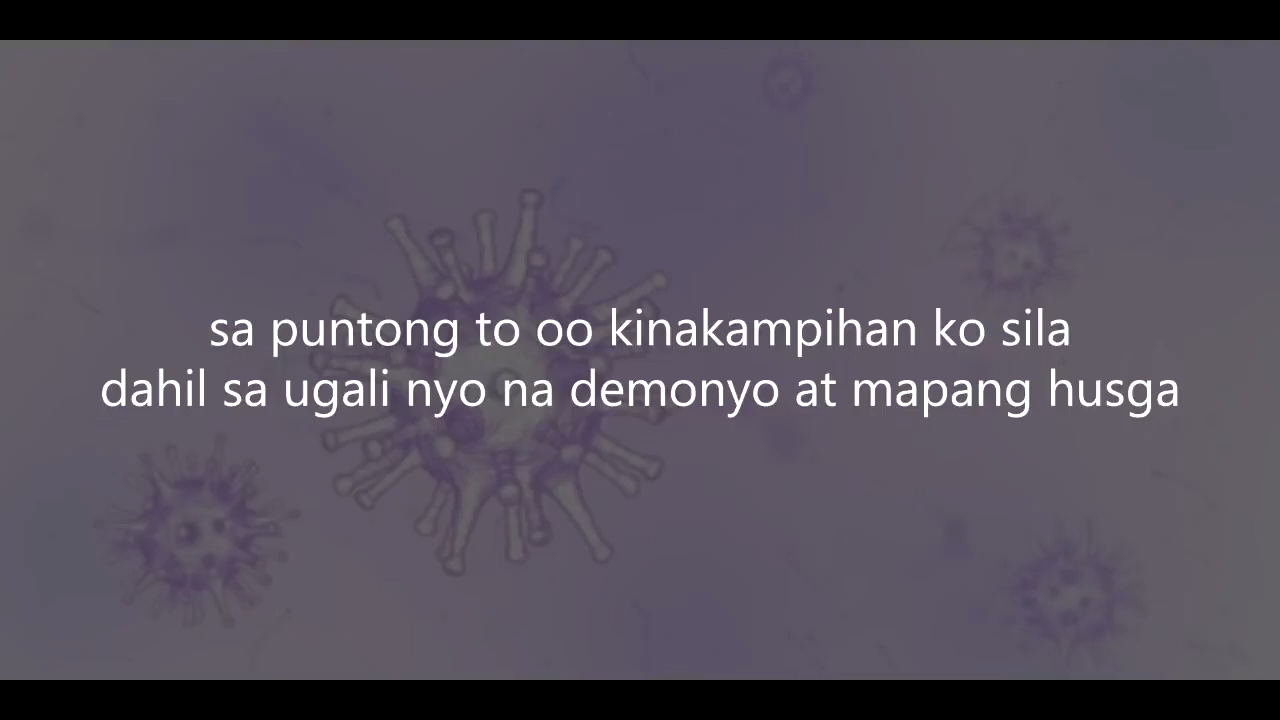 sa puntong to oo kinakampihan ko sila
dahil sa ugali nyo na demonyo at mapang husga